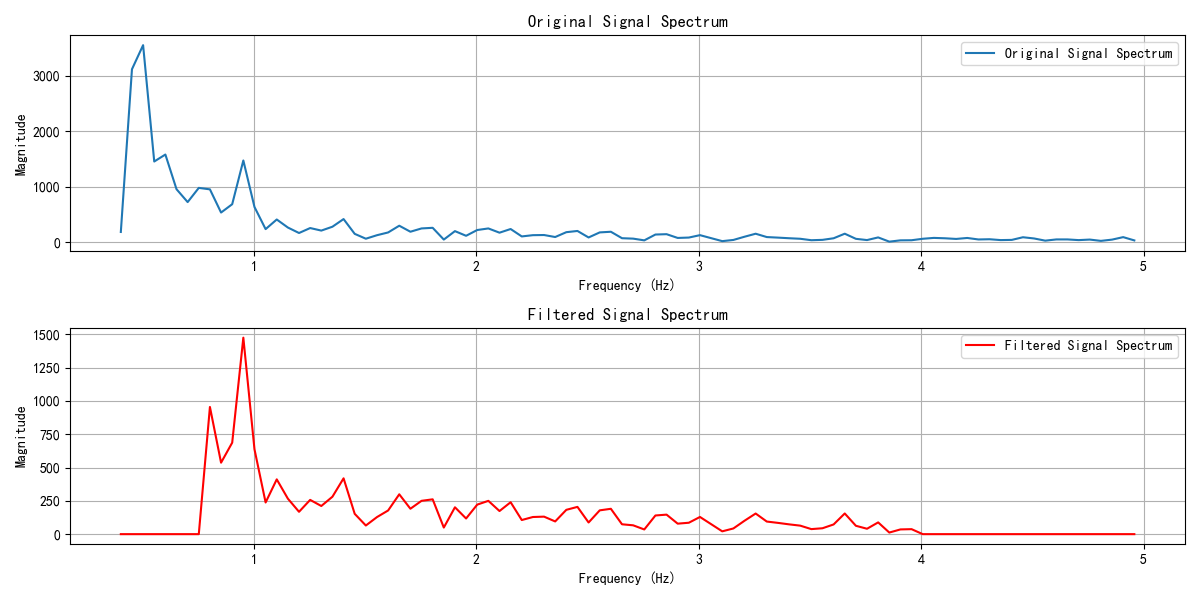 Original Signal Spectrum
Original Signal Spectrum
Magnitude
3000
2000
1000
0
1 2 3 4 5
Frequency (Hz)
Filtered Signal Spectrum
Filtered Signal Spectrum
Magnitude
1500
1250
1000
750
500
250
0
1 2 3 4 5
Frequency (Hz)